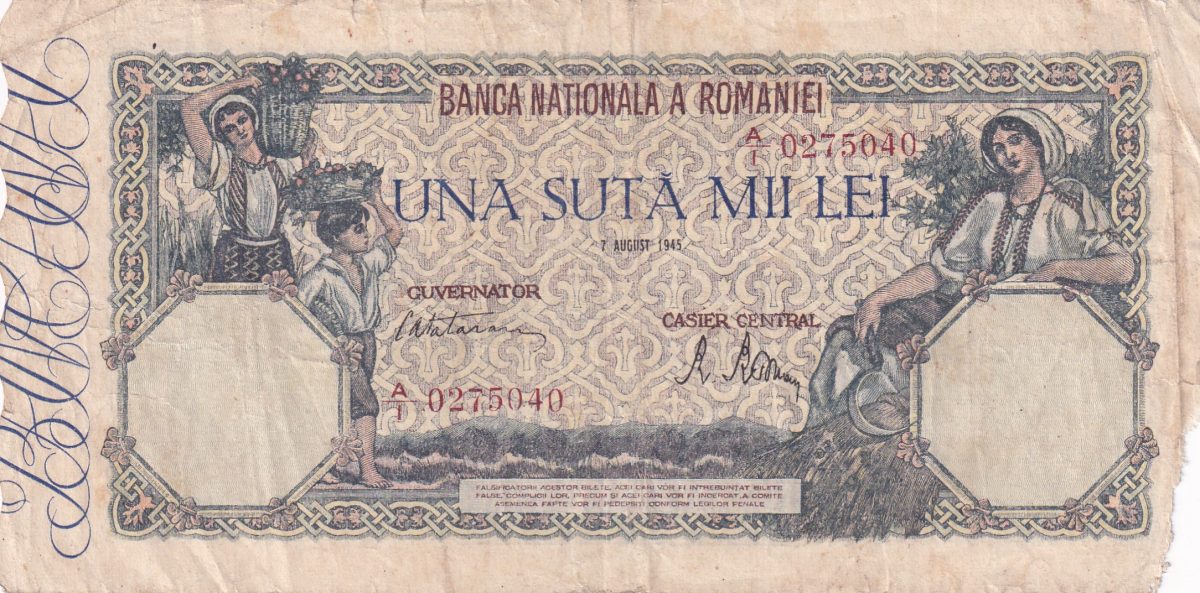 BANCA NATIONALA A ROMANIEI
A/1 0275040
UNA SUTĂ MII LEI
7 AUGUST 1945
GUVERNATOR
CASIER CENTRAL
A/1 0275040
FALSIFICATORII ACESTOR BILETE, ACEI CARI VOR FI INTREBUINTAT BILETE
FALSE, COMPLICII LOR, PRECUM SI ACEI CARI VOR FI INCERCAT A COMITE
ASEMENEA FAPTE VOR FI PEDEPSITI CONFORM LEGILOR PENALE